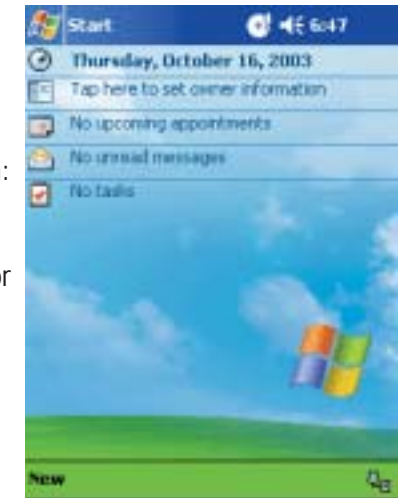 Start 6:47
Thursday, October 16, 2003
Tap here to set owner information
No upcoming appointments
No unread messages
:
No tasks
or
New